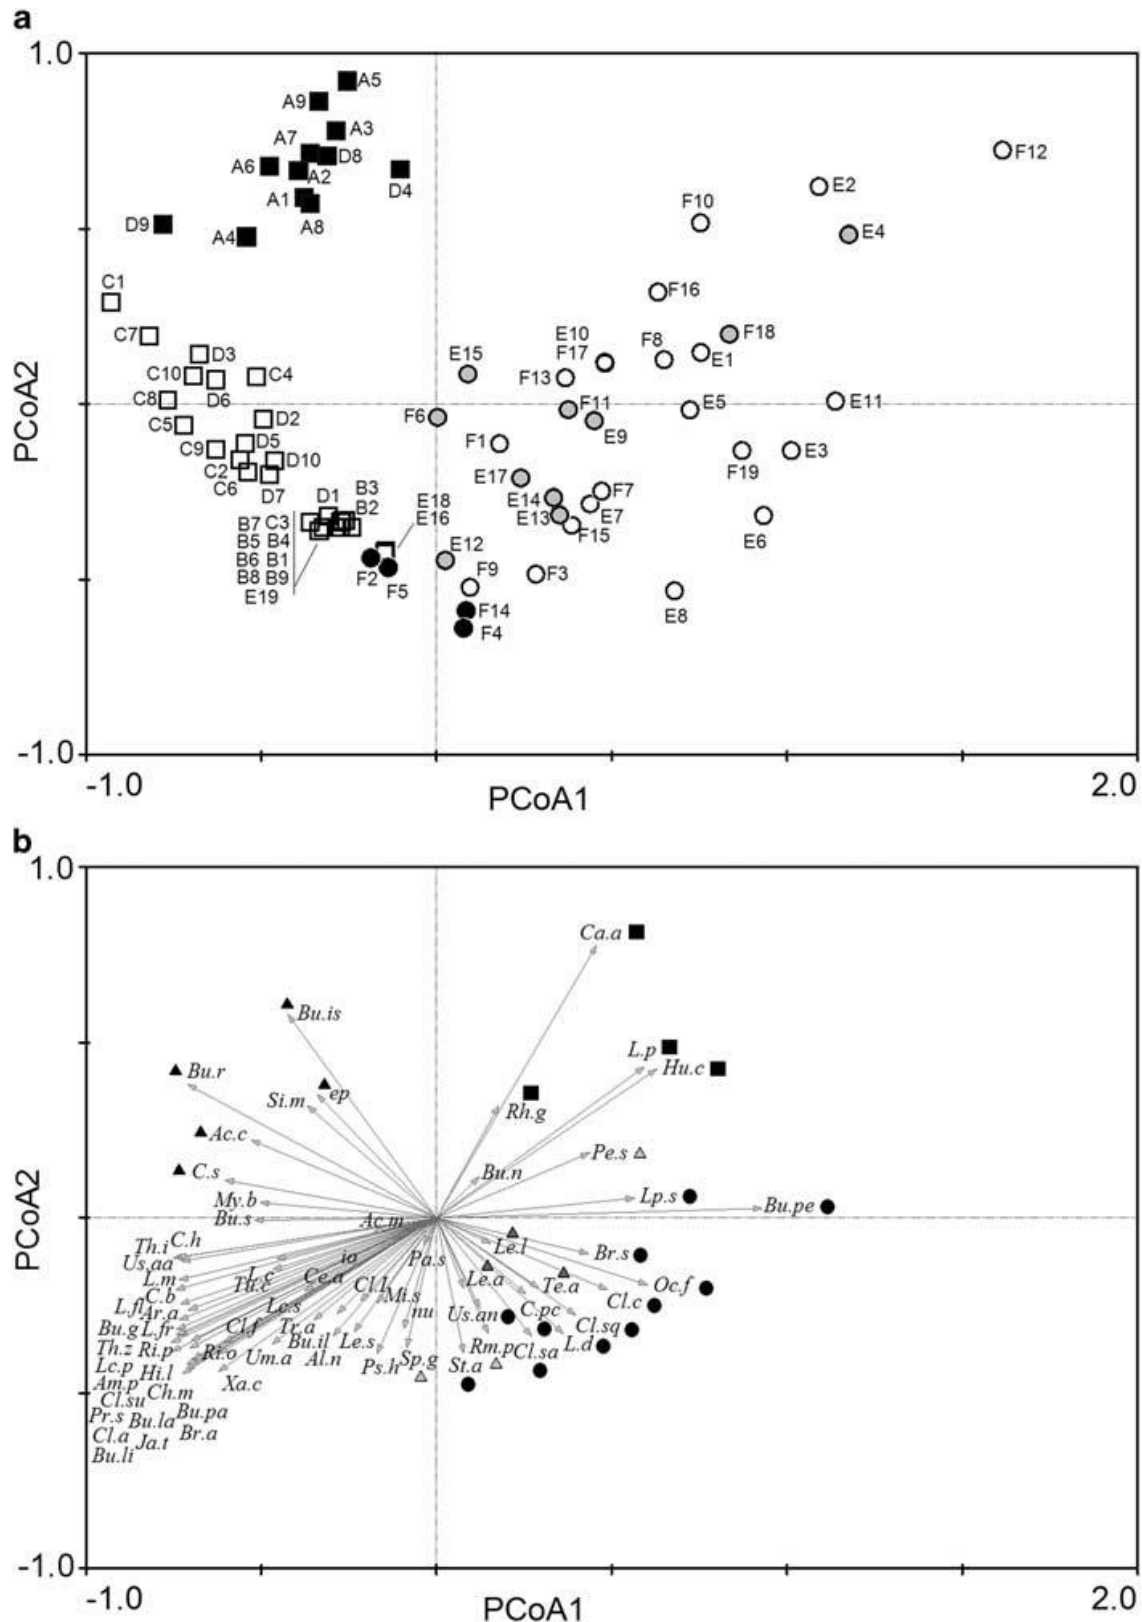 a
1.0
A5
A9
A3
A7
D8
A6
A2
D4
A1
A8
D9
A4
F12
E2
F10
E4
C1
F16
C7
F18
E10
F17
F8
E1
D3
E15
C10
C4
F13
D6
C8
E11
F11
E5
F6
D2
C5
E9
F1
D5
C9
F19
E3
D10
C2
C6
D7
E17
F7
E14
E7
D1
B3
B2
E18
E16
E13
F15
E6
B7 C3
B5 B4
B6 B1
B8 B9
E19
E12
F2
F5
F9
F3
E8
F14
F4
PCoA2
-1.0
-1.0
2.0
PCoA1
b
1.0
Ca.a
Bu.is
L.p
Hu.c
Bu.r
ep
Si.m
Rh.g
Ac.c
Pe.s
C.s
Bu.n
My.b
Lp.s
Bu.pe
Bu.s
Ac.m
C.h
Th.i
Le.l
Br.s
Us.aa
io
Pa.s
L.m
L.c
Tu.c
Ce.a
Cl.l
Le.a
Te.a
Oc.f
C.b
Mi.s
Cl.c
L.fl
Ar.a
Lc.s
nu
Us.an
C.pc
Bu.g
L.fr
Cl.f
Tr.a
Cl.sq
Th.z
Ri.p
Ri.o
Bu.il
Le.s
Rm.p
Cl.sa
L.d
Lc.p
Hi.l
Um.a
Al.n
Ps.h
Sp.g
St.a
Am.p
Ch.m
Xa.c
Cl.su
Pr.s
Bu.la
Bu.pa
Cl.a
Ja.t
Br.a
Bu.li
PCoA2
-1.0
-1.0
2.0
PCoA1